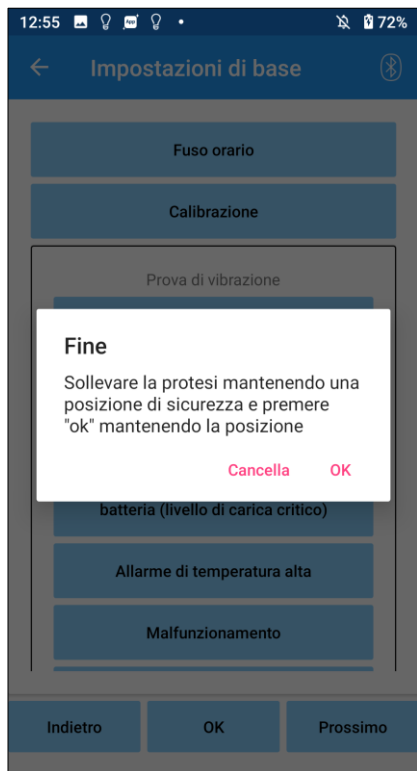 12:55
72%
Impostazioni di base
Fuso orario
Calibrazione
Prova di vibrazione
Fine
Sollevare la protesi mantenendo una
posizione di sicurezza e premere
"ok" mantenendo la posizione
Cancella OK
batteria (livello di carica critico)
Allarme di temperatura alta
Malfunzionamento
Indietro OK Prossimo